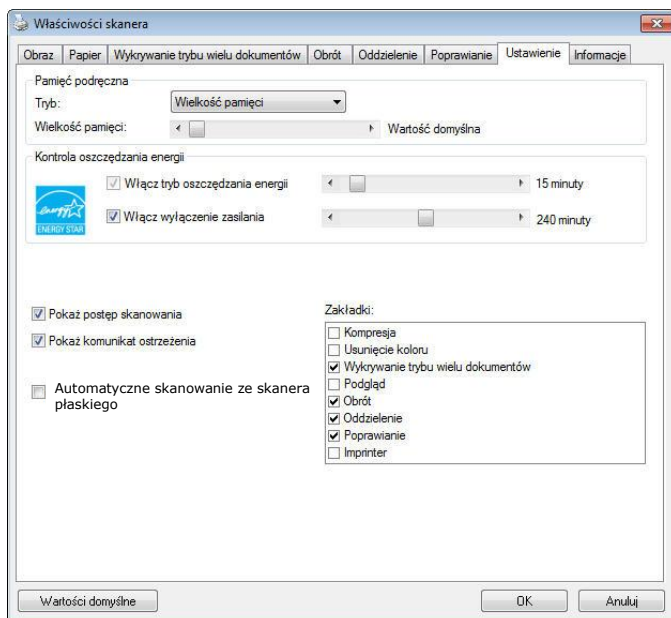 Właściwości skanera
Obraz Papier Wykrywanie trybu wielu dokumentów Obrót Oddzielenie Poprawianie Ustawienie Informacje
Pamięć podręczna
Tryb: Wielkość pamięci
Wielkość pamięci: Wartość domyślna
Kontrola oszczędzania energii
Włącz tryb oszczędzania energii 15 minuty
Włącz wyłączenie zasilania 240 minuty
energy
ENERGY STAR
Pokaż postęp skanowania
Pokaż komunikat ostrzeżenia
Automatyczne skanowanie ze skanera
płaskiego
Zakładki:
Kompresja
Usunięcie koloru
Wykrywanie trybu wielu dokumentów
Podgląd
Obrót
Oddzielenie
Poprawianie
Imprinter
Wartości domyślne OK Anuluj